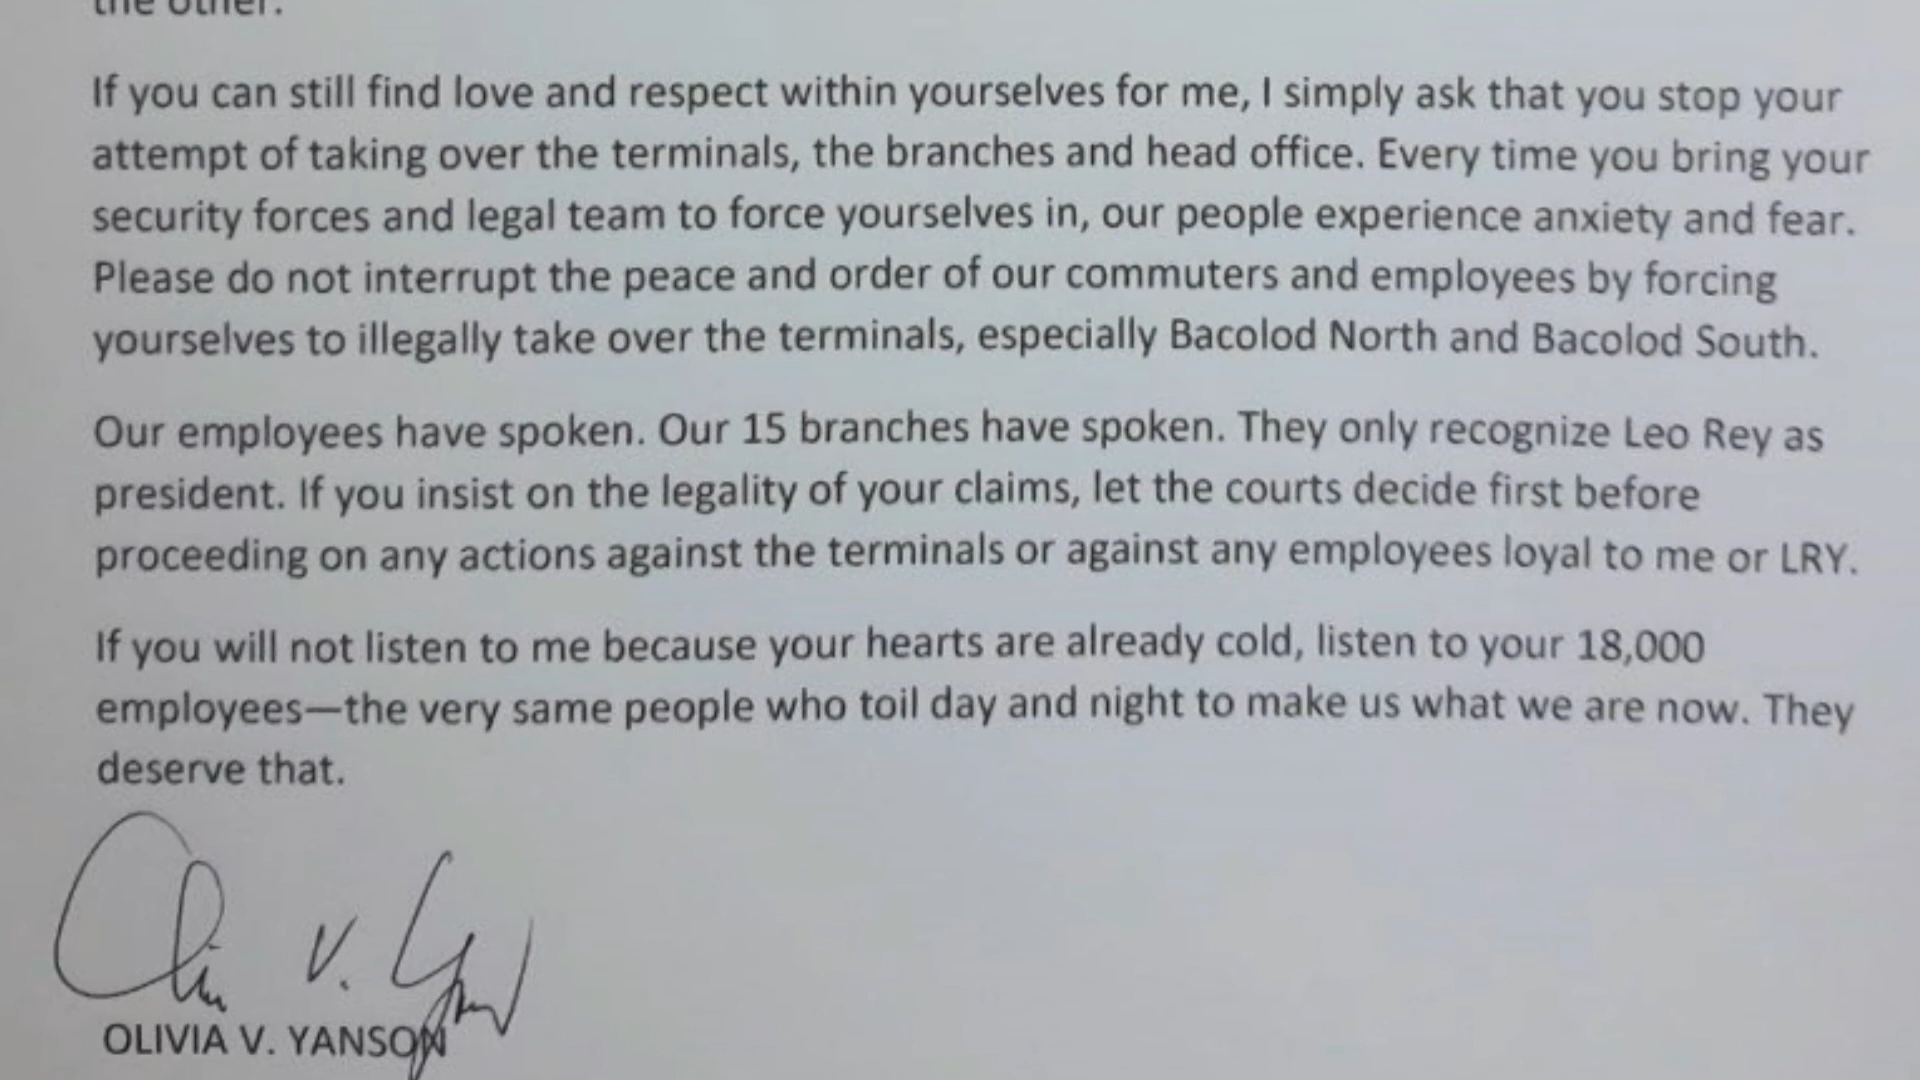 the other.
If you can still find love and respect within yourselves for me, I simply ask that you stop your
attempt of taking over the terminals, the branches and head office. Every time you bring your
security forces and legal team to force yourselves in, our people experience anxiety and fear.
Please do not interrupt the peace and order of our commuters and employees by forcing
yourselves to illegally take over the terminals, especially Bacolod North and Bacolod South.
Our employees have spoken. Our 15 branches have spoken. They only recognize Leo Rey as
president. If you insist on the legality of your claims, let the courts decide first before
proceeding on any actions against the terminals or against any employees loyal to me or LRY.
If you will not listen to me because your hearts are already cold, listen to your 18,000
employees—the very same people who toil day and night to make us what we are now. They
deserve that.
OLIVIA V. YANSON